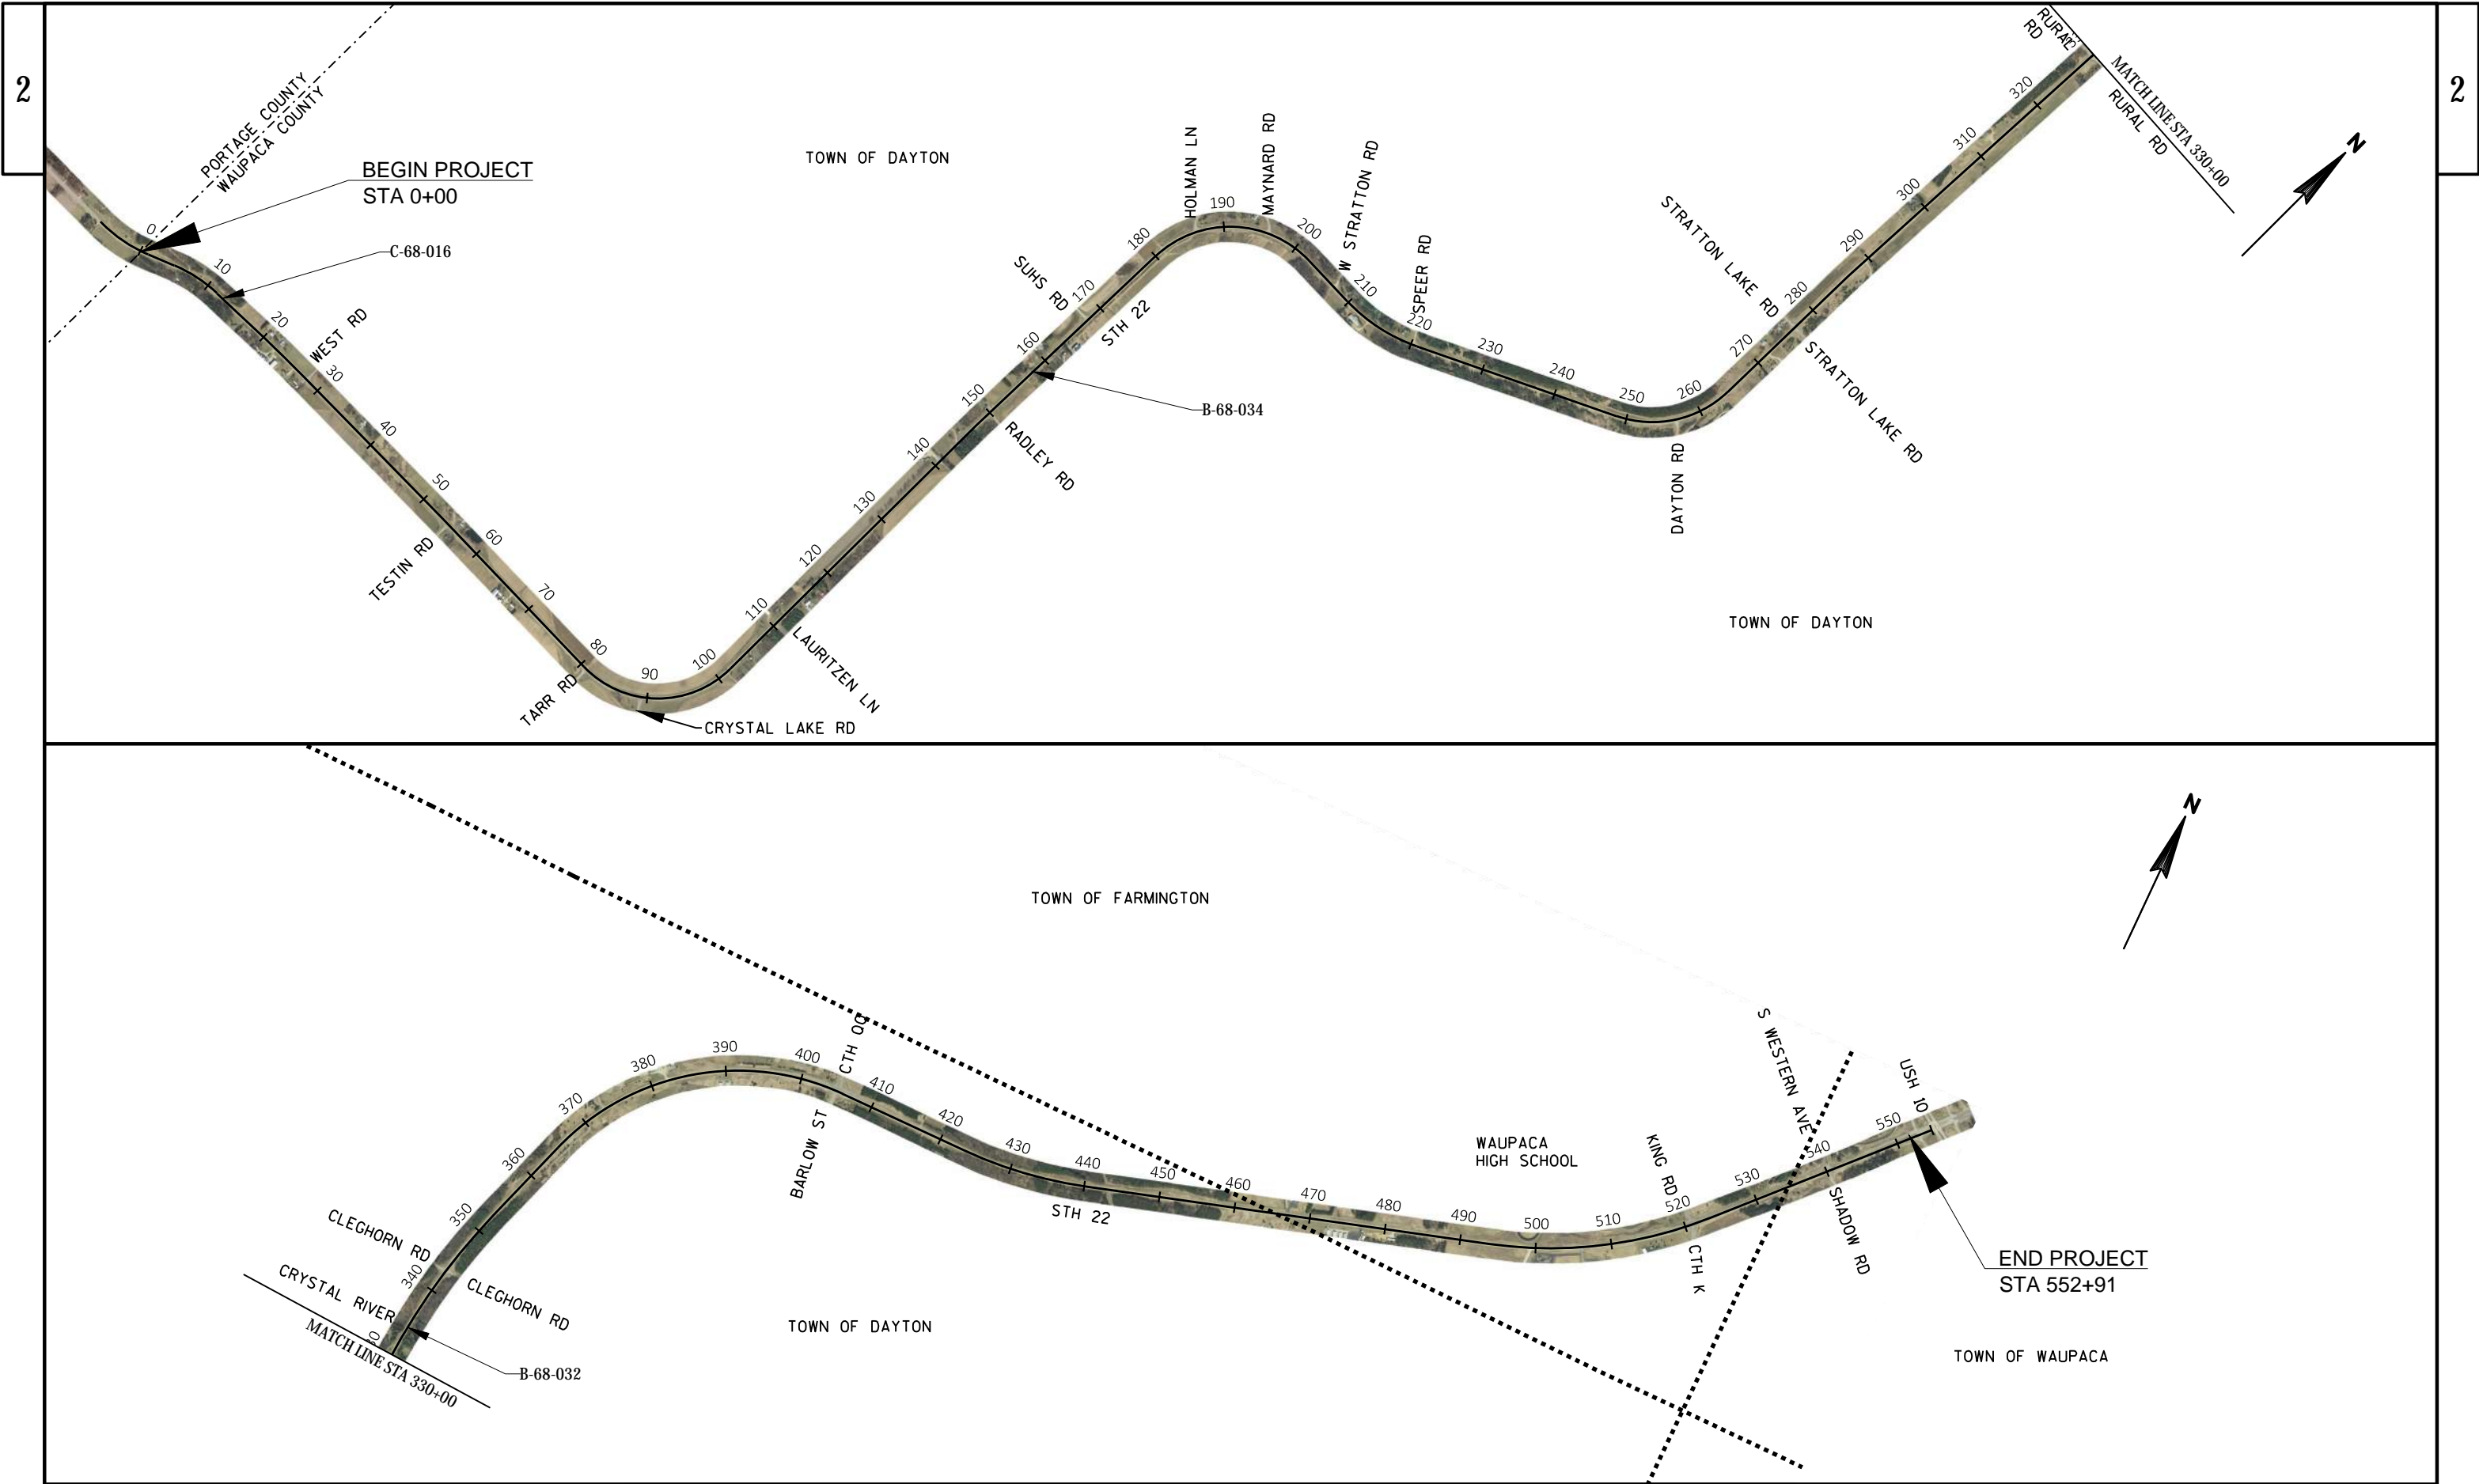 2
2
PORTAGE COUNTY
WAUPACA COUNTY
BEGIN PROJECT
STA 0+00
C-68-016
TOWN OF DAYTON
HOLMAN LN
MAYNARD RD
W STRATTON RD
SPEER RD
RURAL
RD
MATCH LINE STA 330+00
RURAL RD
N
0
10
20
WEST RD
30
40
50
60
70
80
90
100
110
120
130
140
150
160
170
180
190
200
210
220
230
240
250
260
270
280
290
300
310
320
SUHS RD
STH 22
B-68-034
RADLEY RD
STRATTON LAKE RD
STRATTON LAKE RD
DAYTON RD
TESTIN RD
TARR RD
LAURITZEN LN
CRYSTAL LAKE RD
TOWN OF DAYTON
N
TOWN OF FARMINGTON
CLEGHORN RD
CRYSTAL RIVER
MATCH LINE STA 330+00
CLEGHORN RD
B-68-032
340
350
360
370
380
390
400
410
420
430
440
450
460
470
480
490
500
510
520
530
540
550
CTH QQ
BARLOW ST
STH 22
TOWN OF DAYTON
WAUPACA
HIGH SCHOOL
KING RD
CTH K
S WESTERN AVE
SHADOW RD
USH 10
END PROJECT
STA 552+91
TOWN OF WAUPACA